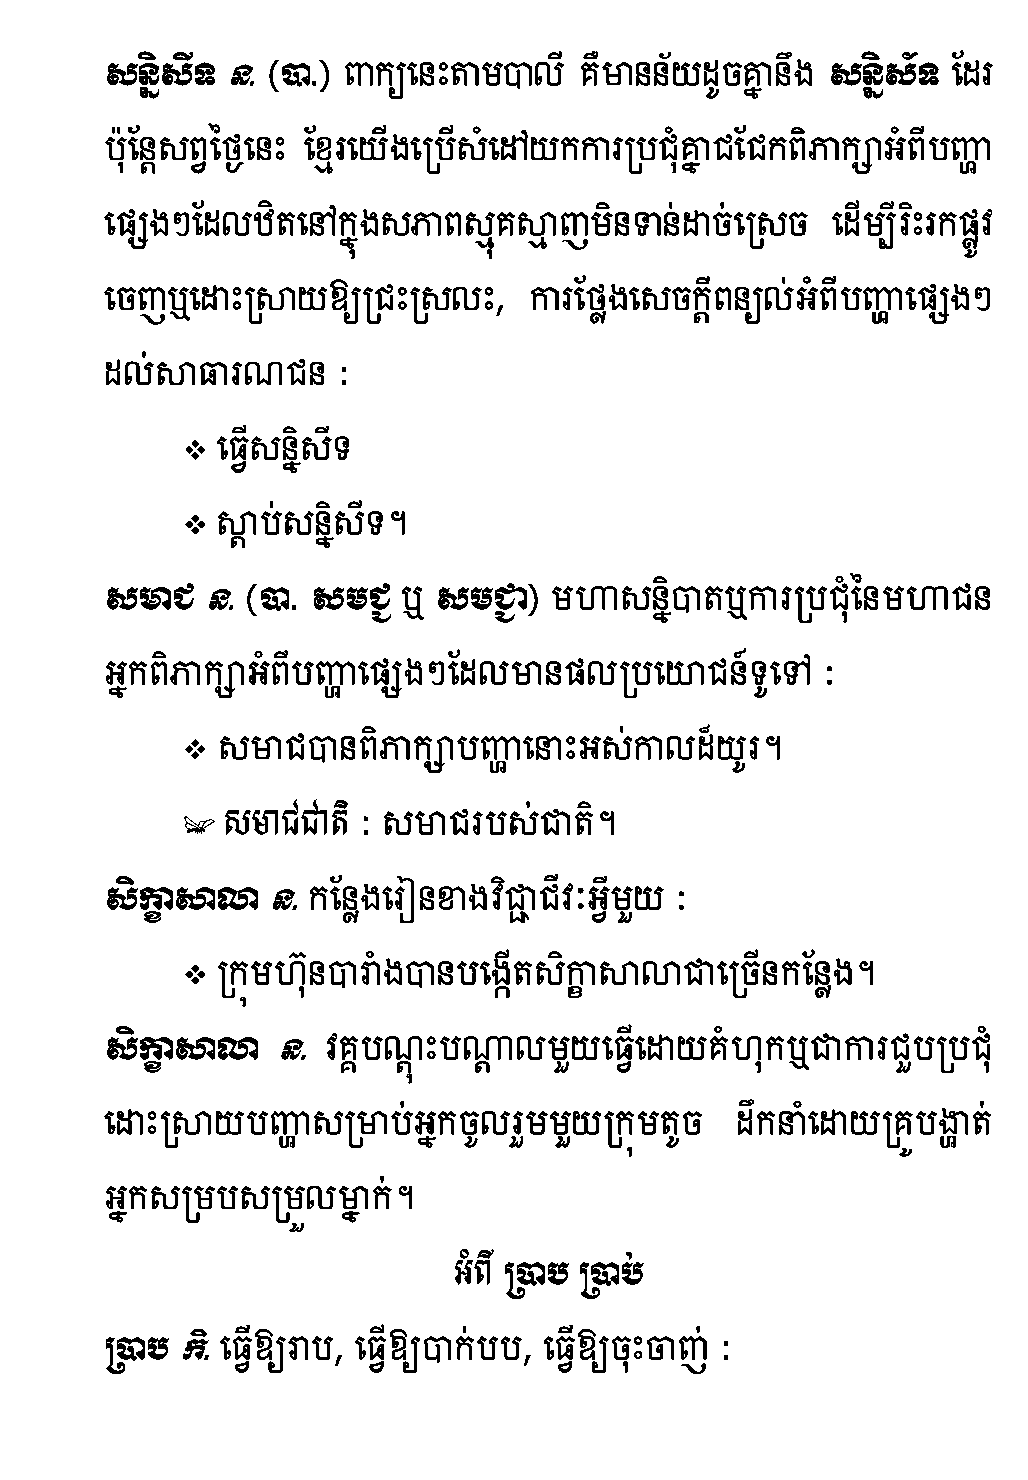 សន្និសីទ ន. (បា.) ពាក្យនេះតាមបាលី គឺមានន័យដូចគ្នានឹង សន្និស័ទ ដែរ
ប៉ុន្តែសព្វថ្ងៃនេះ ខ្មែរយើងប្រើសំដៅយកការប្រជុំគ្នាជជែកពិភាក្សាអំពីបញ្ហា
ផ្សេងៗដែលឋិតនៅក្នុងសភាពស្មុគស្មាញមិនទាន់ដាច់ស្រេច ដើម្បីរិះរកផ្លូវ
ចេញឬដោះស្រាយឱ្យជ្រះស្រលះ, ការថ្លែងសេចក្តីពន្យល់អំពីបញ្ហាផ្សេងៗ
ដល់សាធារណជន :
❖ ធ្វើសន្និសីទ
❖ ស្តាប់សន្និសីទ។
សមាជ ន. (បា. សមជ្ជ ឬ សមជ្ជា) មហាសន្និបាតឬការប្រជុំនៃមហាជន
អ្នកពិភាក្សាអំពីបញ្ហាផ្សេងៗដែលមានផលប្រយោជន៍ទូទៅ :
❖ សមាជបានពិភាក្សាបញ្ហានោះអស់កាលដ៏យូរ។
សមាជជាតិ : សមាជរបស់ជាតិ។
សិក្ខាសាលា ន. កន្លែងរៀនខាងវិជ្ជាជីវៈអ្វីមួយ :
❖ ក្រុមហ៊ុនបារាំងបានបង្កើតសិក្ខាសាលាជាច្រើនកន្លែង។
សិក្ខាសាលា ន. វគ្គបណ្តុះបណ្តាលមួយធ្វើដោយគំហុកឬជាការជួបប្រជុំ
ដោះស្រាយបញ្ហាសម្រាប់អ្នកចូលរួមមួយក្រុមតូច ដឹកនាំដោយគ្រូបង្ហាត់
អ្នកសម្របសម្រួលម្នាក់។
អំពី ប្រាប ប្រាប់
ប្រាប កិ. ធ្វើឱ្យរាប, ធ្វើឱ្យបាក់បប, ធ្វើឱ្យចុះចាញ់ :